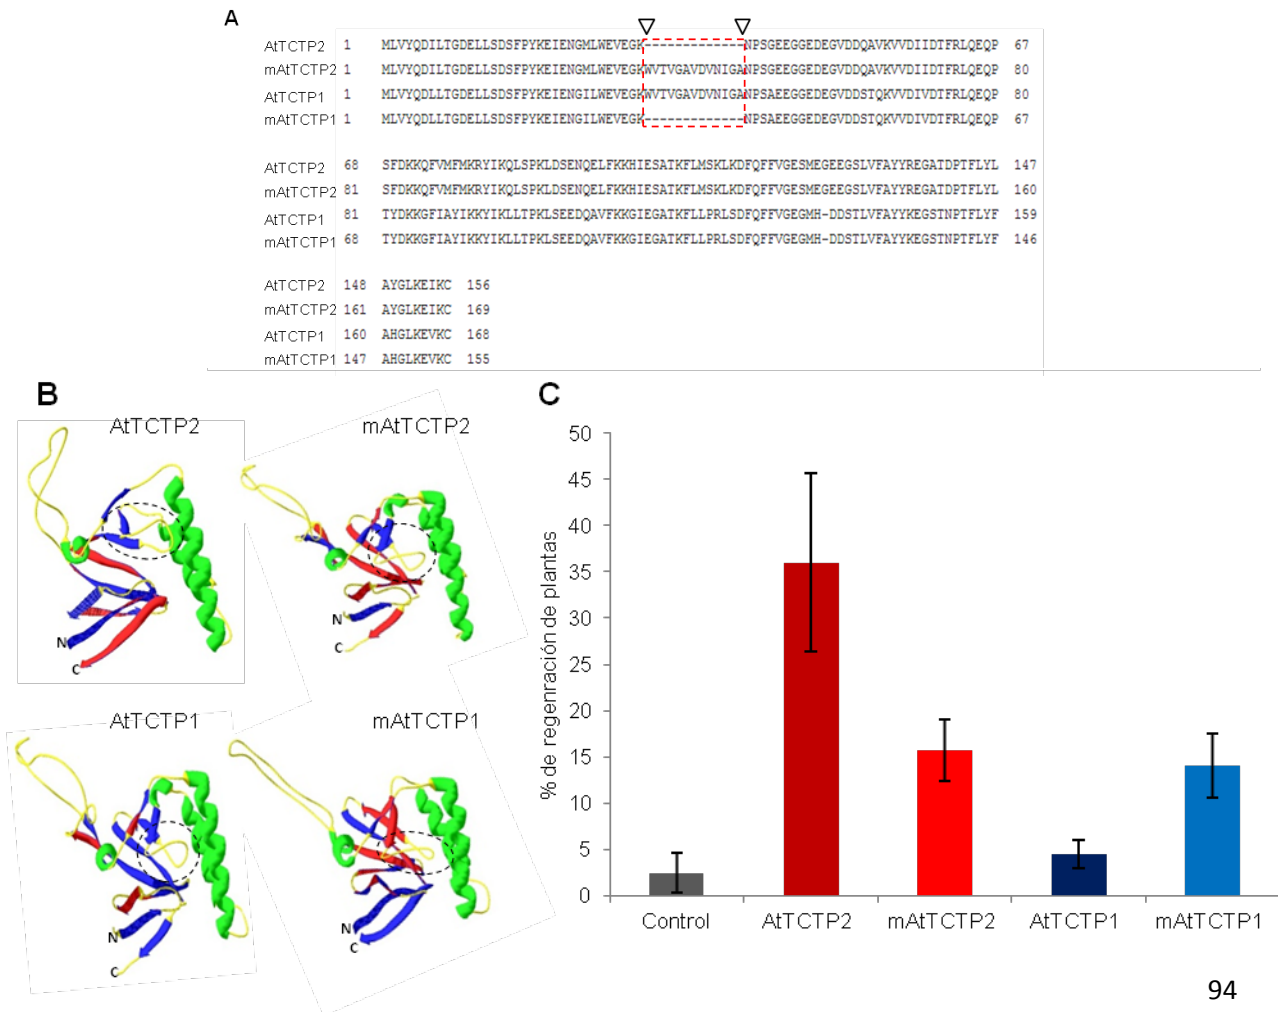 A
AtTCTP2 1 MLVYQDILTGDELLSDSFPYKEIENGMLWEVEGK-------------NPSGEEGGEDEGVDDQAVKVVDIIDTFRLQEQP 67
mAtTCTP2 1 MLVYQDILTGDELLSDSFPYKEIENGMLWEVEGKWVTVGAVDVNIGANPSGEEGGEDEGVDDQAVKVVDIIDTFRLQEQP 80
AtTCTP1 1 MLVYQDLLTGDELLSDSFPYKEIENGILWEVEGKWVTVGAVDVNIGANPSAEEGGEDEGVDDSTQKVVDIVDTFRLQEQP 80
mAtTCTP1 1 MLVYQDLLTGDELLSDSFPYKEIENGILWEVEGK-------------NPSAEEGGEDEGVDDSTQKVVDIVDTFRLQEQP 67
AtTCTP2 68 SFDKKQFVMFMKRYIKQLSPKLDSENQELFKKHIESATKFLMSKLKDFQFFVGESMEGEEGSLVFAYYREGATDPTFLYL 147
mAtTCTP2 81 SFDKKQFVMFMKRYIKQLSPKLDSENQELFKKHIESATKFLMSKLKDFQFFVGESMEGEEGSLVFAYYREGATDPTFLYL 160
AtTCTP1 81 TYDKKGFIAYIKKYIKLLTPKLSEEDQAVFKKGIEGATKFLLPRLSDFQFFVGEGMH-DDSTLVFAYYKEGSTNPTFLYF 159
mAtTCTP1 68 TYDKKGFIAYIKKYIKLLTPKLSEEDQAVFKKGIEGATKFLLPRLSDFQFFVGEGMH-DDSTLVFAYYKEGSTNPTFLYF 146
AtTCTP2 148 AYGLKEIKC 156
mAtTCTP2 161 AYGLKEIKC 169
AtTCTP1 160 AHGLKEVKC 168
mAtTCTP1 147 AHGLKEVKC 155
B
AtTCTP2
mAtTCTP2
N
C
N
C
AtTCTP1
mAtTCTP1
N
C
N
C
C
% de regenración de plantas
50
45
40
35
30
25
20
15
10
5
0
Control AtTCTP2 mAtTCTP2 AtTCTP1 mAtTCTP1
94